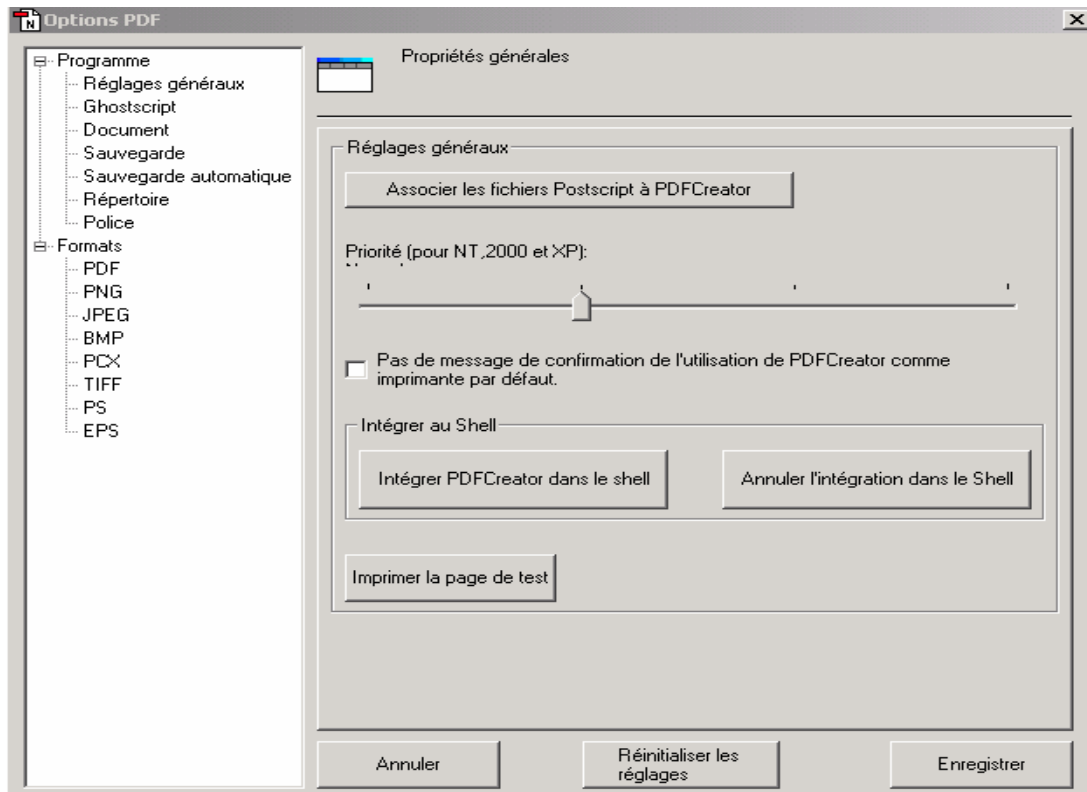 Options PDF
Programme
Réglages généraux
Ghostscript
Document
Sauvegarde
Sauvegarde automatique
Répertoire
Police
Formats
PDF
PNG
JPEG
BMP
PCX
TIFF
PS
EPS
Propriétés générales
Réglages généraux
Associer les fichiers Postscript à PDFCreator
Priorité (pour NT,2000 et XP):
Pas de message de confirmation de l'utilisation de PDFCreator comme
imprimante par défaut.
Intégrer au Shell
Intégrer PDFCreator dans le shell
Annuler l'intégration dans le Shell
Imprimer la page de test
Annuler
Réinitialiser les
réglages
Enregistrer